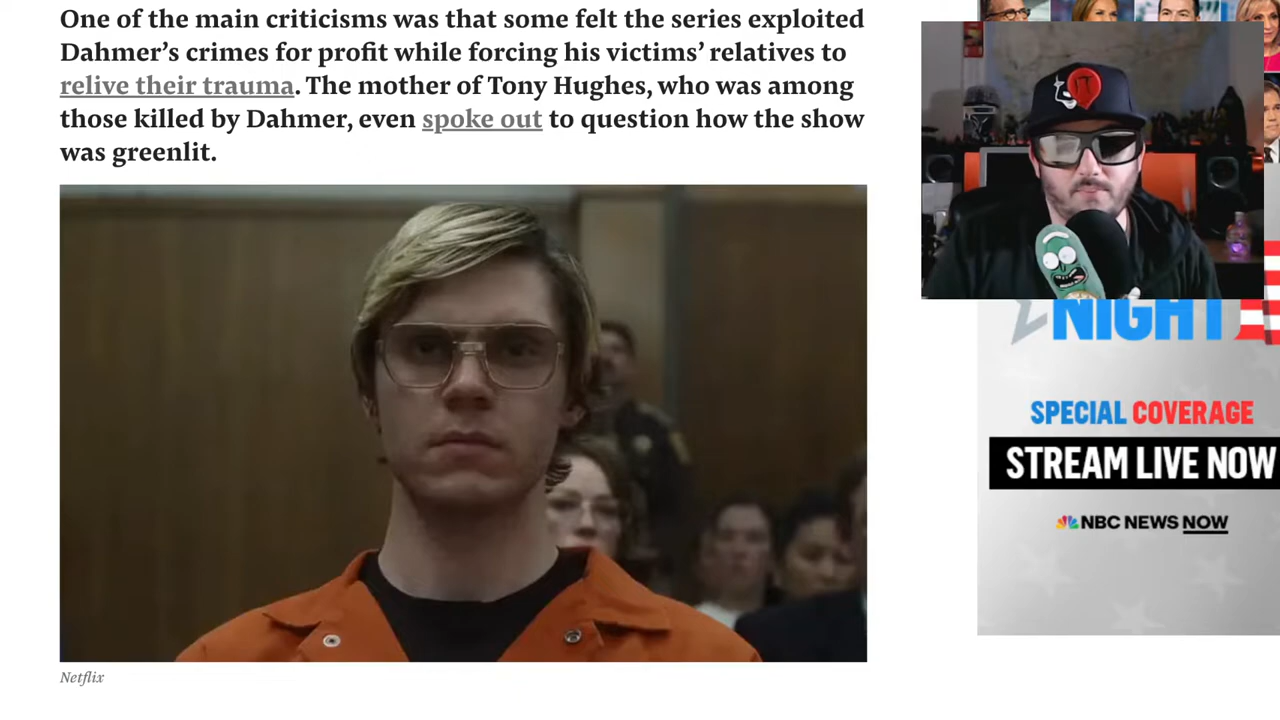 One of the main criticisms was that some felt the series exploited
Dahmer’s crimes for profit while forcing his victims’ relatives to
relive their trauma. The mother of Tony Hughes, who was among
those killed by Dahmer, even spoke out to question how the show
was greenlit.
Netflix
NIGHT
SPECIAL COVERAGE
STREAM LIVE NOW
NBC NEWS NOW